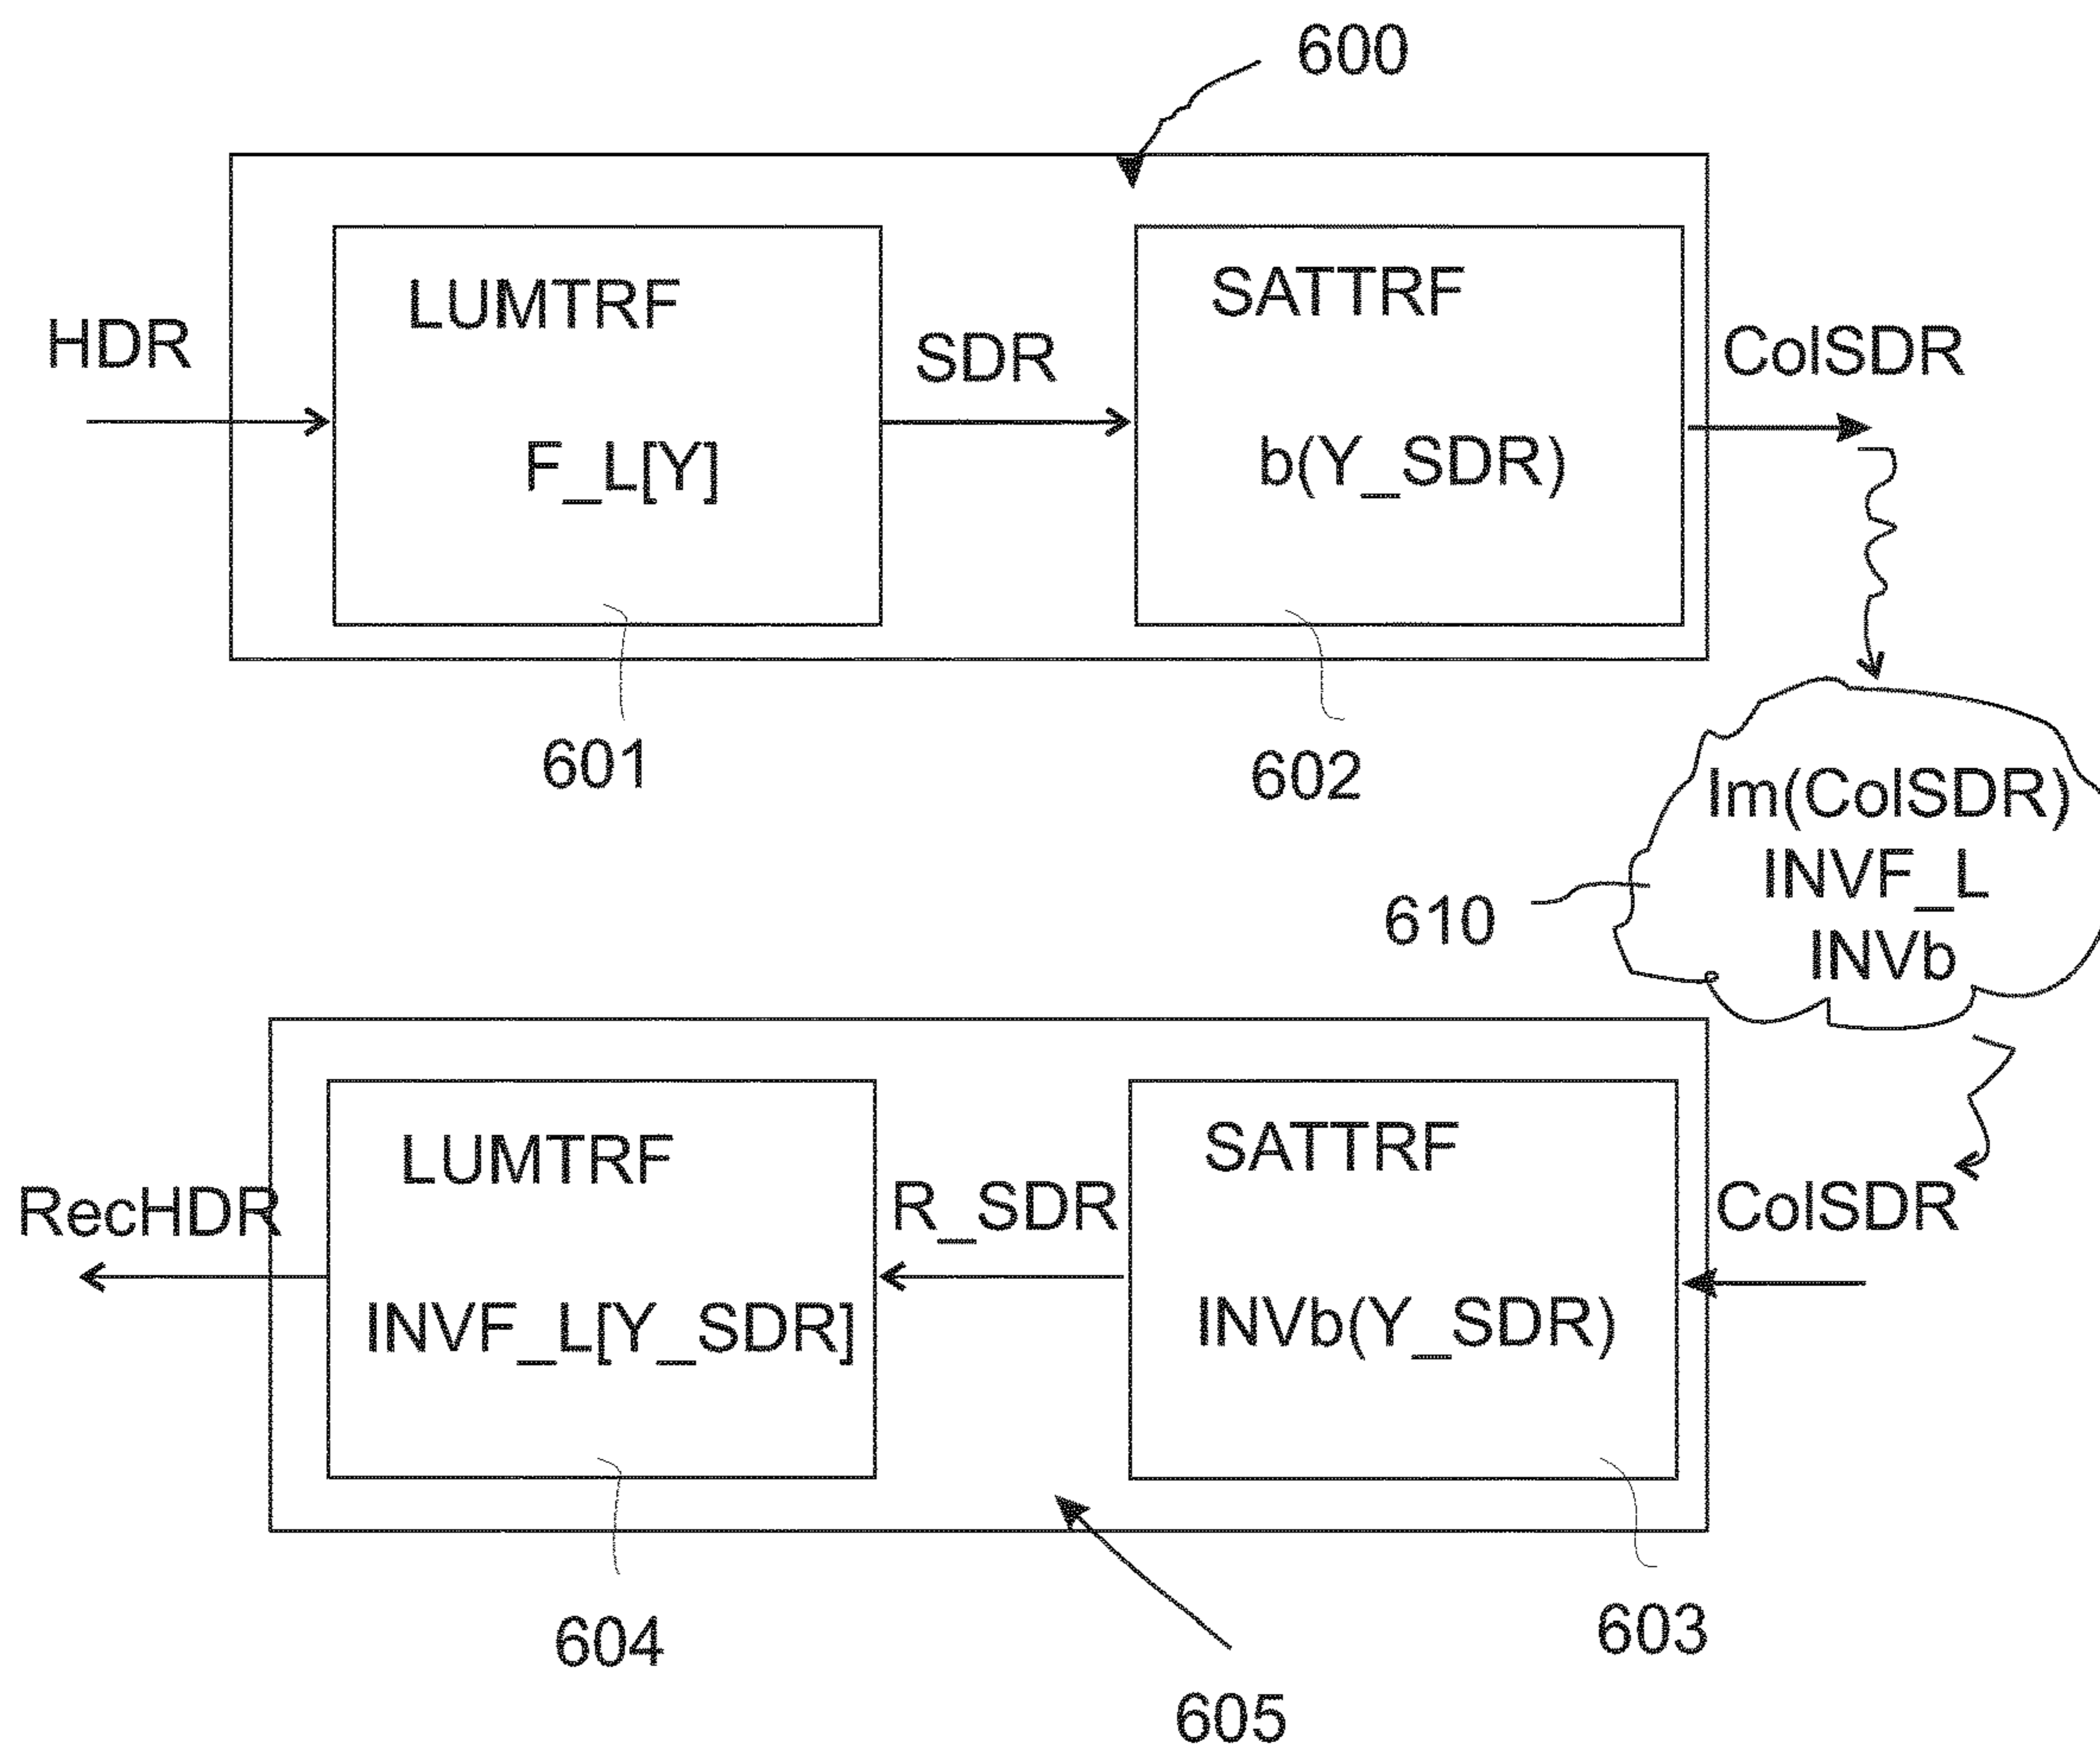 600
HDR
LUMTRF
F_L[Y]
SDR
SATTRF
b(Y_SDR)
ColSDR
601
602
610
Im(ColSDR)
INVF_L
INVb
RecHDR
LUMTRF
INVF_L[Y_SDR]
R_SDR
SATTRF
INVb(Y_SDR)
ColSDR
604
603
605